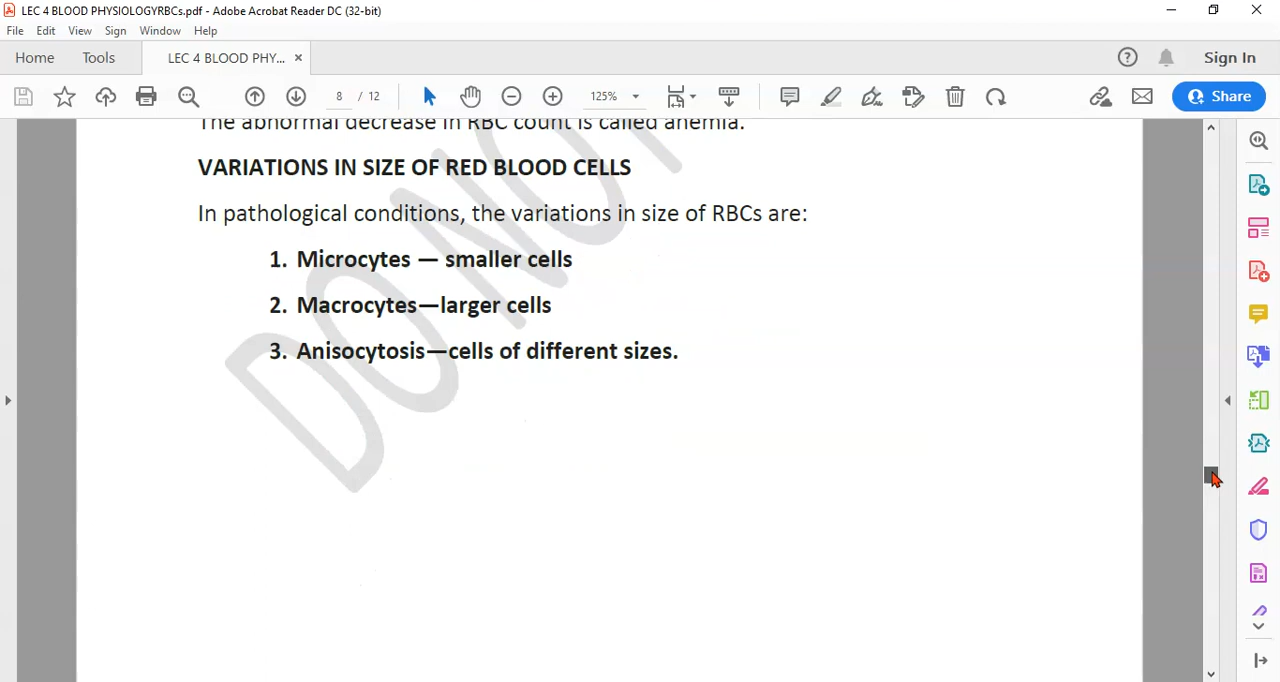 LEC 4 BLOOD PHYSIOLOGYRBCs.pdf - Adobe Acrobat Reader DC (32-bit)
File Edit View Sign Window Help
Home Tools LEC 4 BLOOD PHY... × Sign In
8 / 12 125% Share
The abnormal decrease in RBC count is called anemia.
VARIATIONS IN SIZE OF RED BLOOD CELLS
In pathological conditions, the variations in size of RBCs are:
1. Microcytes — smaller cells
2. Macrocytes—larger cells
3. Anisocytosis—cells of different sizes.
DO NOT